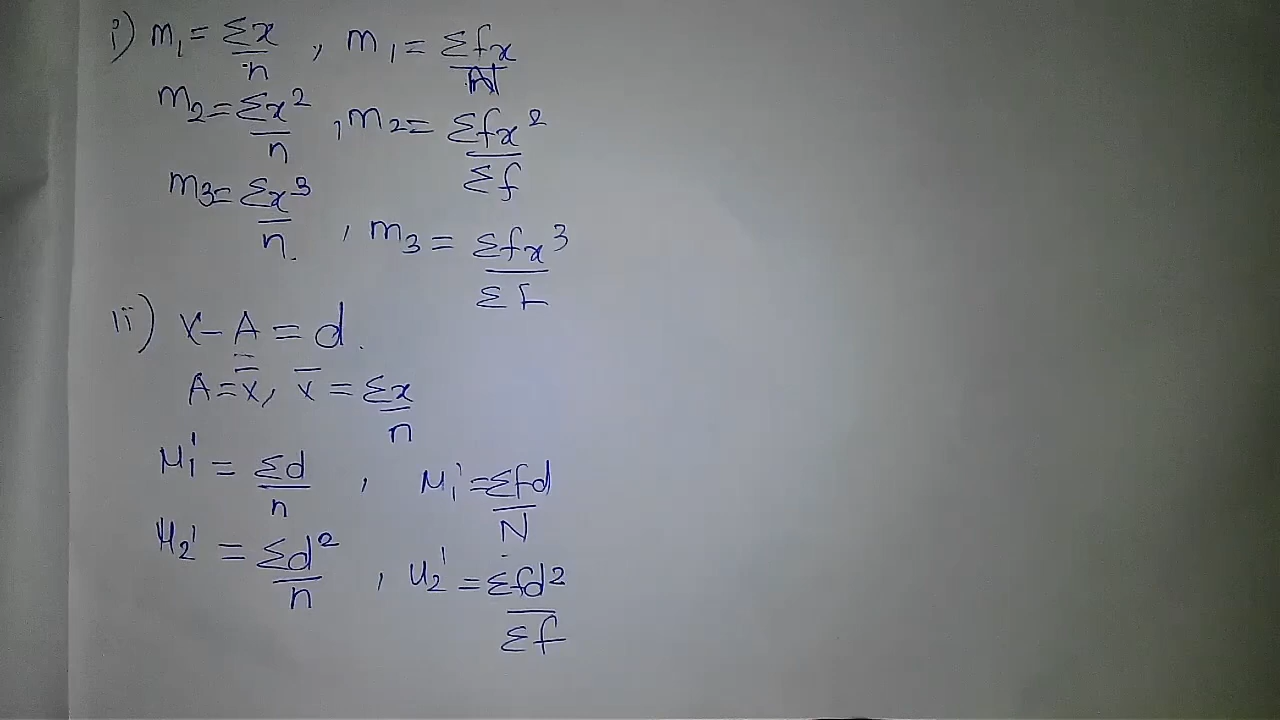 i) m₁ = Σx/n , m₁ = Σfx/N
m₂ = Σx²/n , m₂ = Σfx²/Σf
m₃ = Σx³/n. , m₃ = Σfx³/Σf
ii) x - A = d.
A = x̄, x̄ = Σx/n
μ₁' = Σd/n , μ₁' = Σfd/N
μ₂' = Σd²/n , μ₂' = Σfd²/Σf